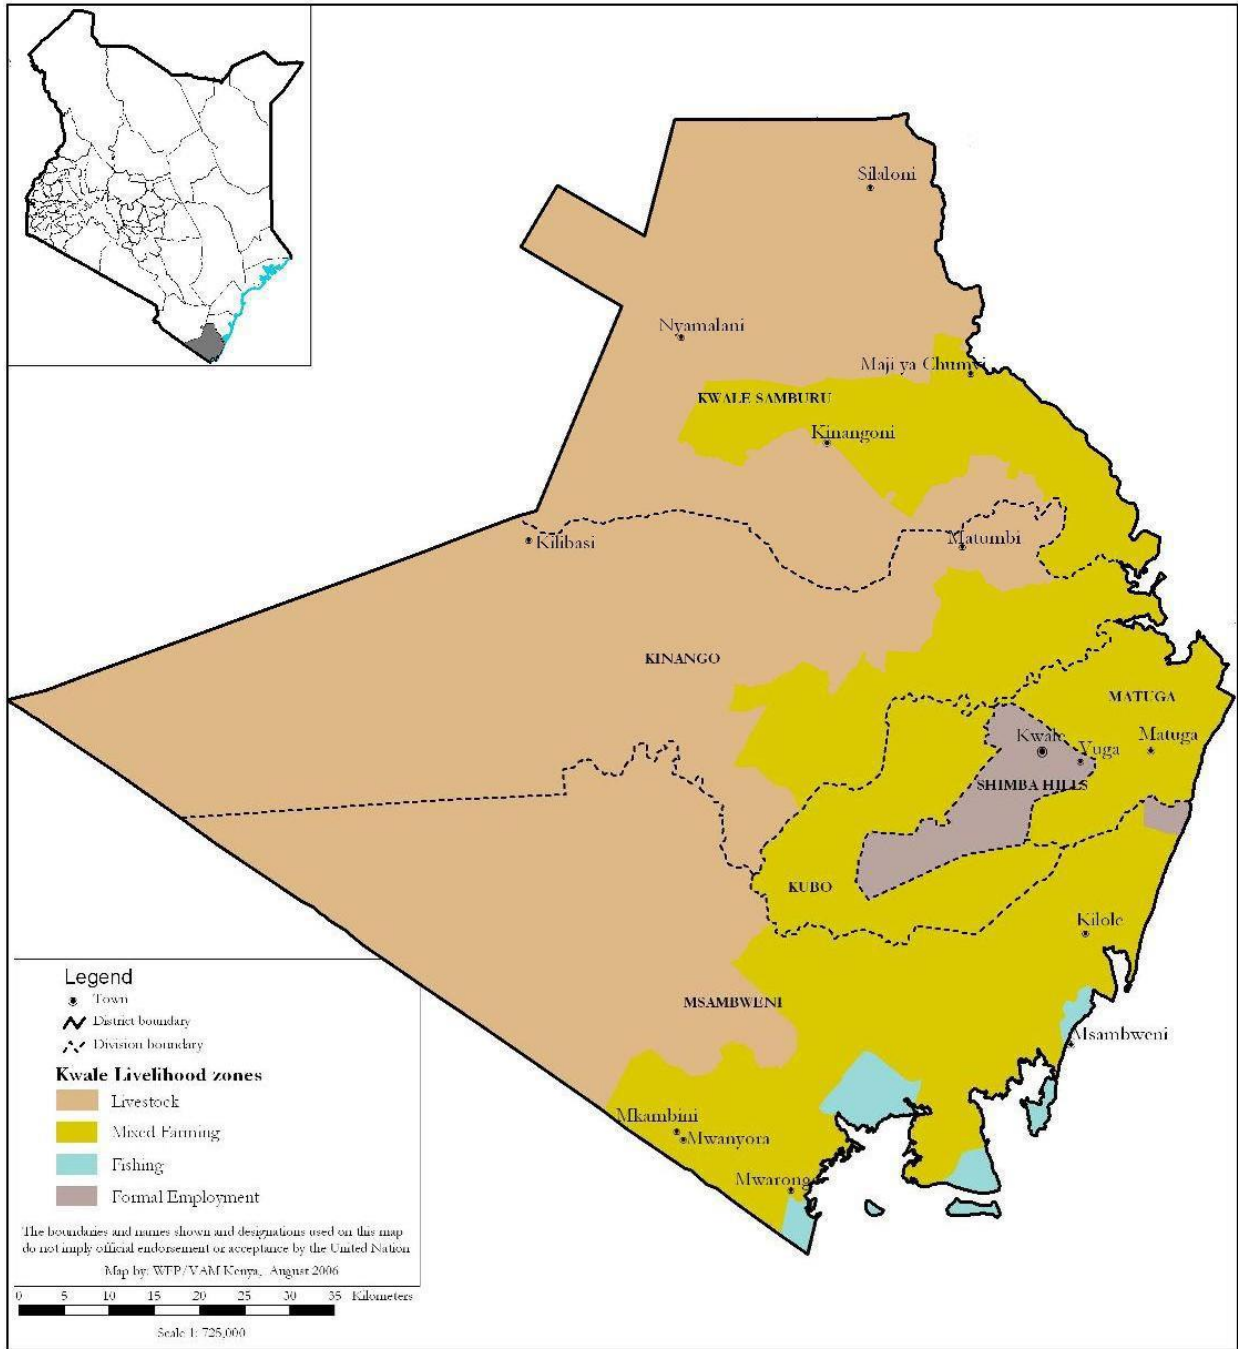 Silaloni
Nyamalani
Maji ya Chumvi
KWALE SAMBURU
Kinangoni
Kilibasi
Matumbi
KINANGO
MATUGA
Kwale
Vuga
Matuga
SHIMBA HILLS
KUBO
Kilole
MSAMBWENI
Msambweni
Mkambini
Mwanyora
Mwarong
Legend
Town
District boundary
Division boundary
Kwale Livelihood zones
Livestock
Mixed Farming
Fishing
Formal Employment
The boundaries and names shown and designations used on this map
do not imply official endorsement or acceptance by the United Nation
Map by: WFP/VAM Kenya, August 2006
0 5 10 15 20 25 30 35 Kilometers
Scale 1: 725,000